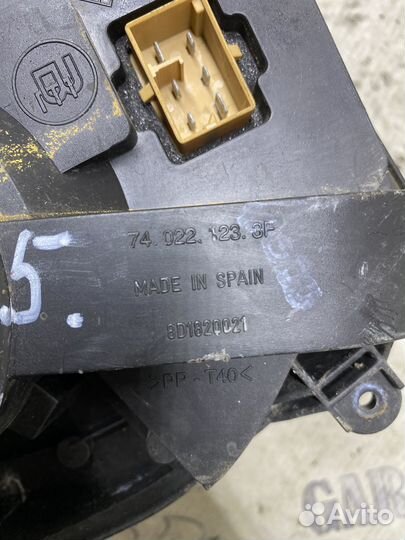 74.022.123.3F
MADE IN SPAIN
8D1820021
>PP-T40<
.5.
GAR
Avito